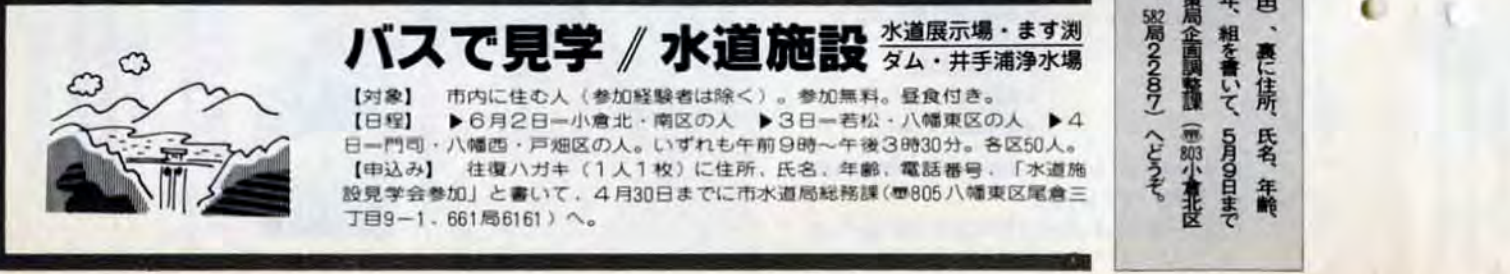 バスで見学//水道施設 水道展示場・ます渕
ダム・井手浦浄水場
【対象】 市内に住む人(参加経験者は除く)。参加無料。昼食付き。
【日程】 ▶6月2日=小倉北・南区の人 ▶3日=若松・八幡東区の人 ▶4
日=門司・八幡西・戸畑区の人。いずれも午前9時~午後3時30分。各区50人。
【申込み】 往復ハガキ(1人1枚)に住所、氏名、年齢、電話番号、「水道施
設見学会参加」と書いて、4月30日までに市水道局総務課(〠805八幡東区尾倉三
丁目9-1、661局6161)へ。
、裏に住所、氏名、年齢、
、組を書いて、5月9日まで
局企画調整課(〠803小倉北区
582局2287)へどうぞ。